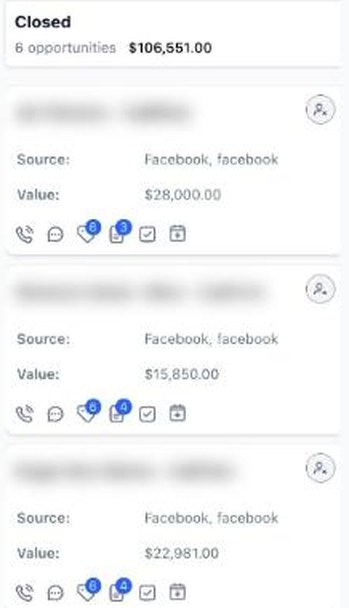 Closed
6 opportunities $106,551.00
Source: Facebook, facebook
Value: $28,000.00
6 3
Source: Facebook, facebook
Value: $15,850.00
6 4
Source: Facebook, facebook
Value: $22,981.00
6 4